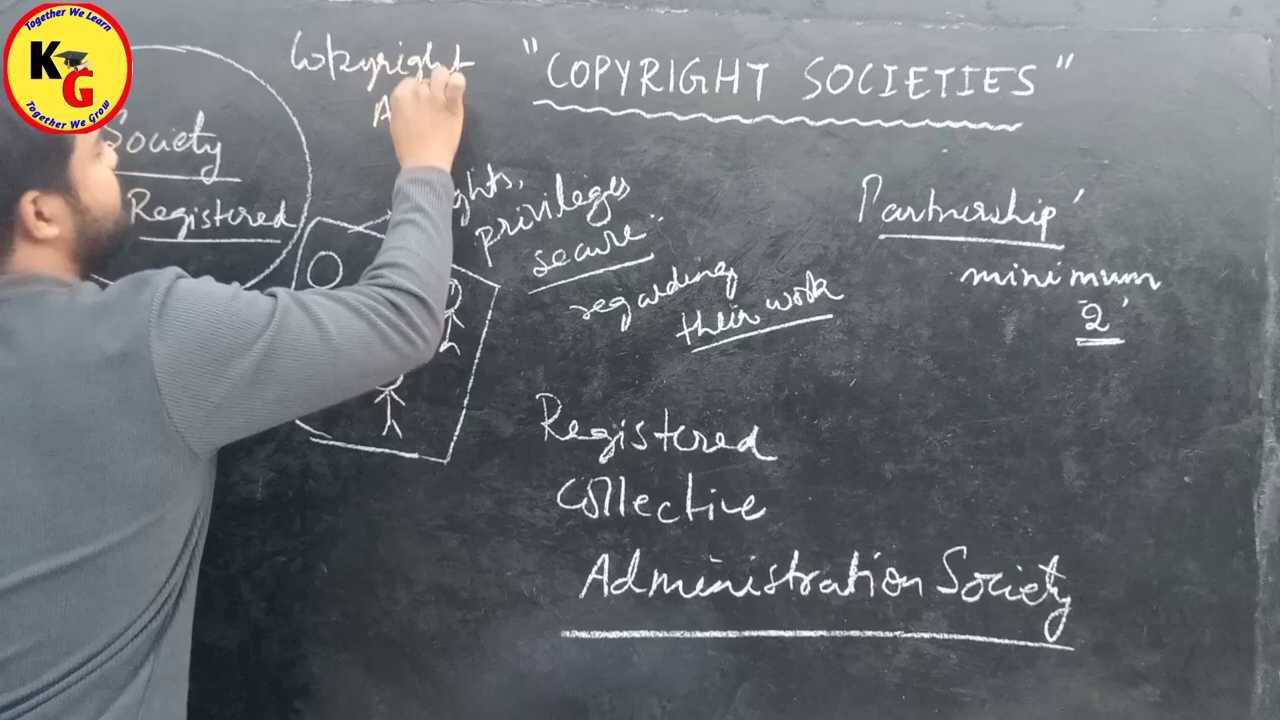 Together We Learn
KG
Together We Grow
Society
Registered
Copyright
A
"COPYRIGHT SOCIETIES"
ghts,
privileges
secure"
regarding
their work
Partnership'
minimum
2'
Registered
Collective
Administration Society